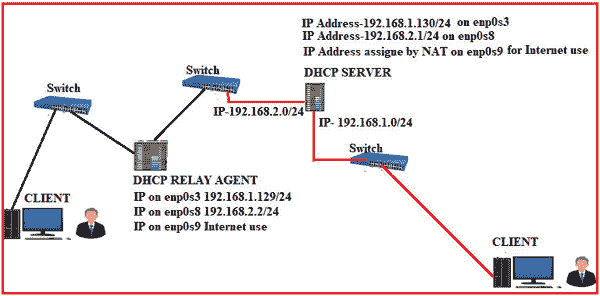 IP Address-192.168.1.130/24 on enp0s3
IP Address-192.168.2.1/24 on enp0s8
IP Address assigne by NAT on enp0s9 for Internet use
DHCP SERVER
Switch
Switch
IP-192.168.2.0/24
IP- 192.168.1.0/24
Switch
DHCP RELAY AGENT
IP on enp0s3 192.168.1.129/24
IP on enp0s8 192.168.2.2/24
IP on enp0s9 Internet use
CLIENT
CLIENT